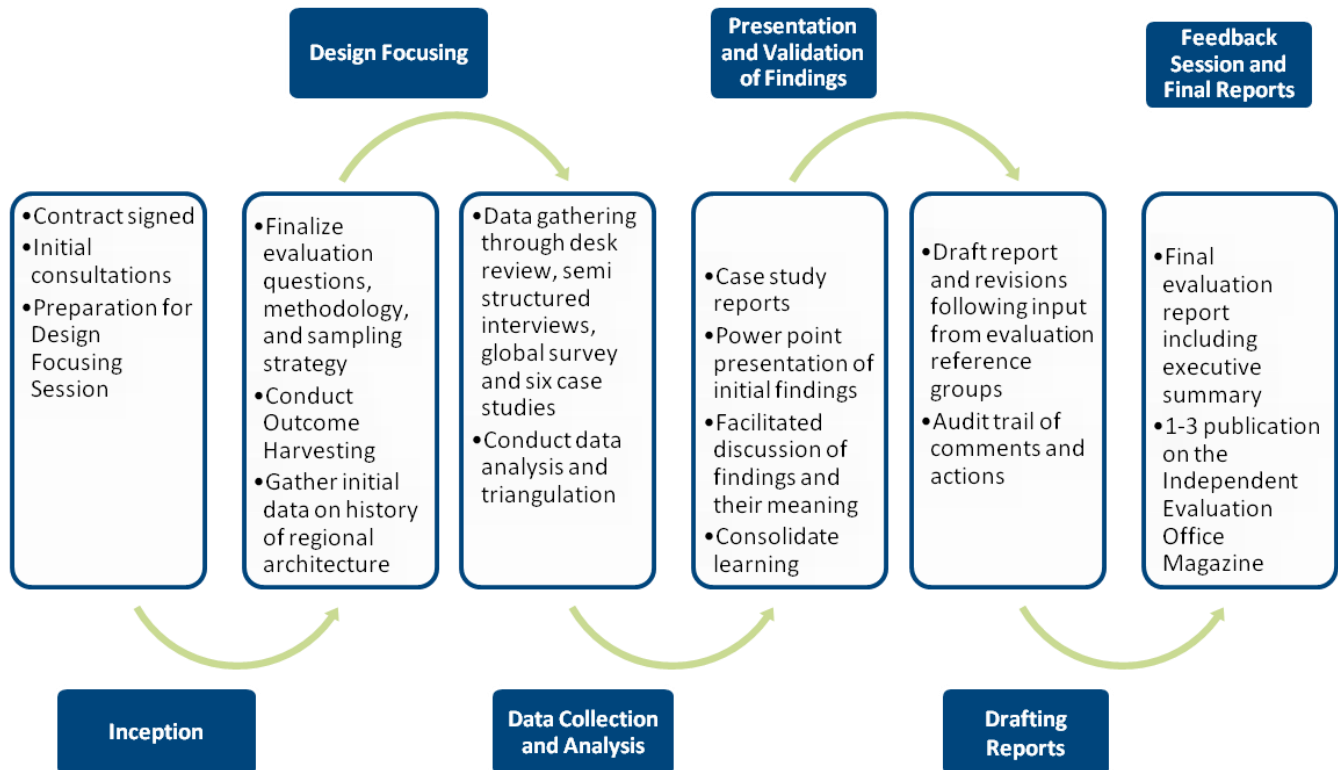 Design Focusing
Presentation
and Validation
of Findings
Feedback
Session and
Final Reports
•Contract signed
•Initial
consultations
•Preparation for
Design
Focusing
Session
•Finalize
evaluation
questions,
methodology,
and sampling
strategy
•Conduct
Outcome
Harvesting
•Gather initial
data on history
of regional
architecture
•Data gathering
through desk
review, semi
structured
interviews,
global survey
and six case
studies
•Conduct data
analysis and
triangulation
•Case study
reports
•Power point
presentation of
initial findings
•Facilitated
discussion of
findings and
their meaning
•Consolidate
learning
•Draft report
and revisions
following input
from evaluation
reference
groups
•Audit trail of
comments and
actions
•Final
evaluation
report
including
executive
summary
•1-3 publication
on the
Independent
Evaluation
Office
Magazine
Inception
Data Collection
and Analysis
Drafting
Reports